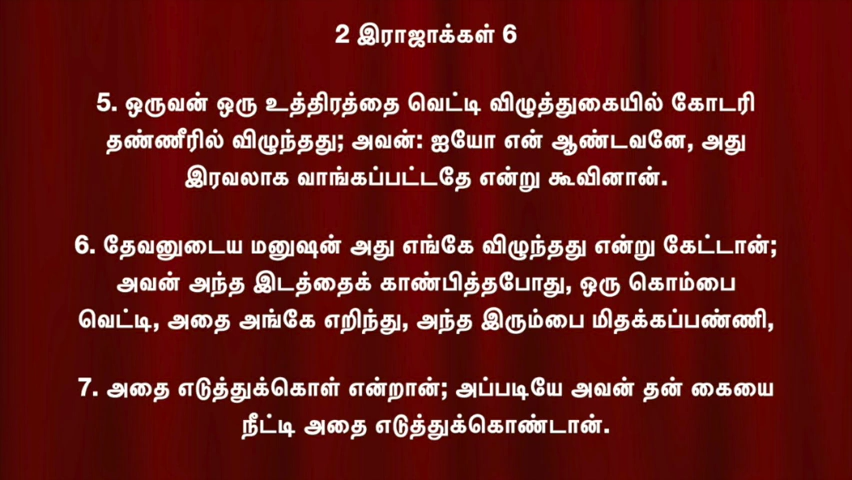 2 இராஜாக்கள் 6
5. ஒருவன் ஒரு உத்திரத்தை வெட்டி விழுத்துகையில் கோடரி
தண்ணீரில் விழுந்தது; அவன்: ஐயோ என் ஆண்டவனே, அது
இரவலாக வாங்கப்பட்டதே என்று கூவினான்.
6. தேவனுடைய மனுஷன் அது எங்கே விழுந்தது என்று கேட்டான்;
அவன் அந்த இடத்தைக் காண்பித்தபோது, ஒரு கொம்பை
வெட்டி, அதை அங்கே எறிந்து, அந்த இரும்பை மிதக்கப்பண்ணி,
7. அதை எடுத்துக்கொள் என்றான்; அப்படியே அவன் தன் கையை
நீட்டி அதை எடுத்துக்கொண்டான்.